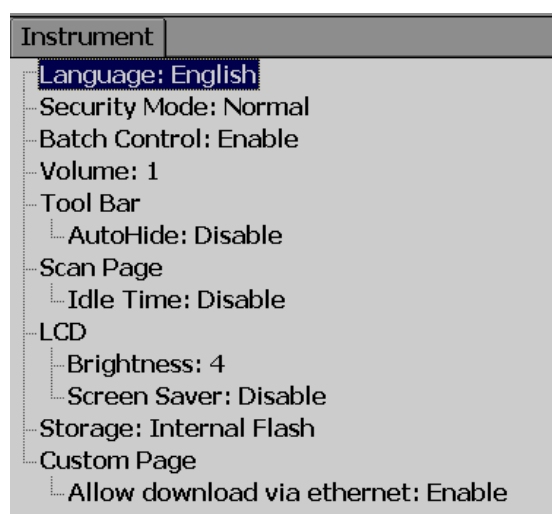 Instrument
Language: English
Security Mode: Normal
Batch Control: Enable
Volume: 1
Tool Bar
AutoHide: Disable
Scan Page
Idle Time: Disable
LCD
Brightness: 4
Screen Saver: Disable
Storage: Internal Flash
Custom Page
Allow download via ethernet: Enable